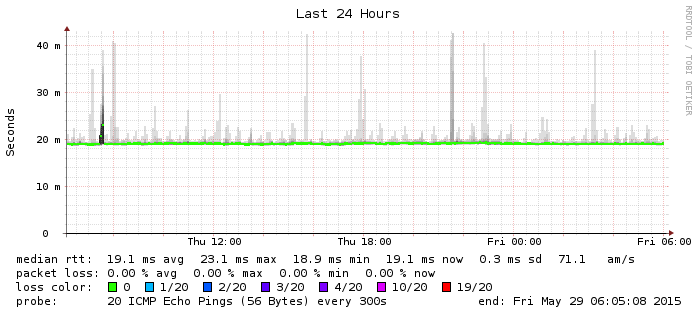 Last 24 Hours
RRDTOOL / TOBI OETIKER
Seconds
40 m
30 m
20 m
10 m
0
Thu 12:00 Thu 18:00 Fri 00:00 Fri 06:00
median rtt: 19.1 ms avg 23.1 ms max 18.9 ms min 19.1 ms now 0.3 ms sd 71.1 am/s
packet loss: 0.00 % avg 0.00 % max 0.00 % min 0.00 % now
loss color: 0 1/20 2/20 3/20 4/20 10/20 19/20
probe: 20 ICMP Echo Pings (56 Bytes) every 300s end: Fri May 29 06:05:08 2015